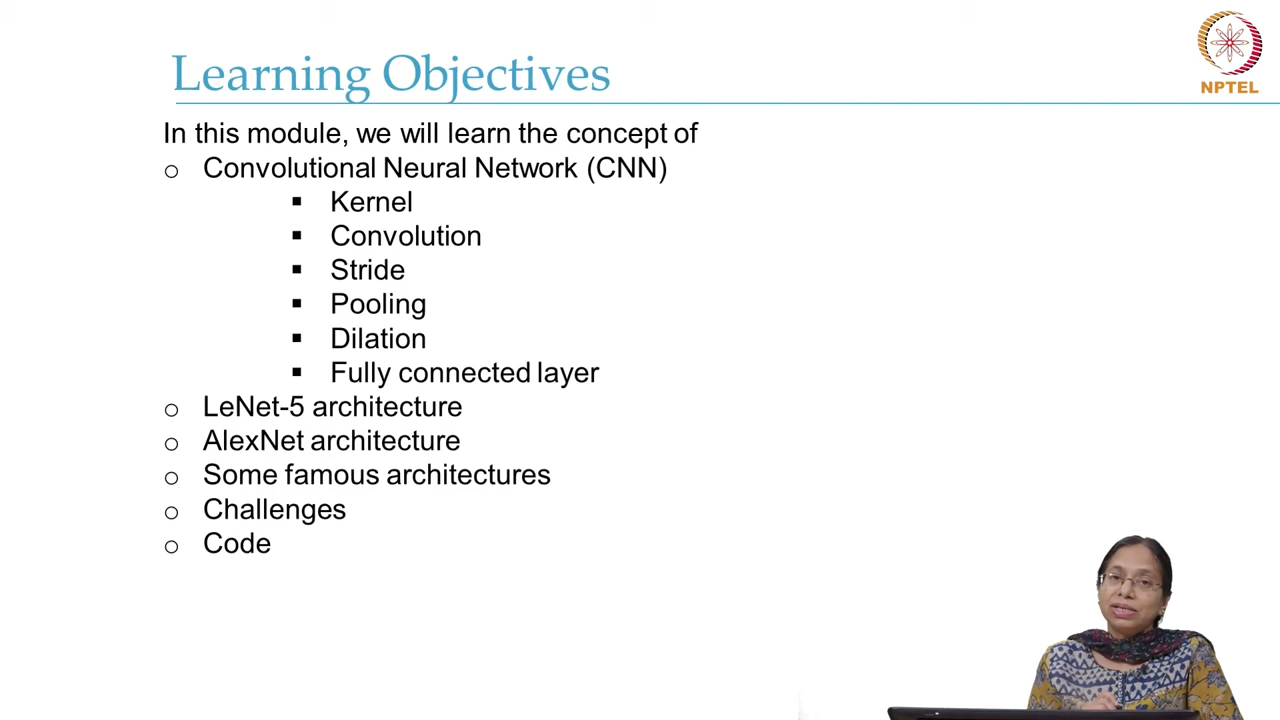 Learning Objectives
NPTEL
In this module, we will learn the concept of
o Convolutional Neural Network (CNN)
▪ Kernel
▪ Convolution
▪ Stride
▪ Pooling
▪ Dilation
▪ Fully connected layer
o LeNet-5 architecture
o AlexNet architecture
o Some famous architectures
o Challenges
o Code